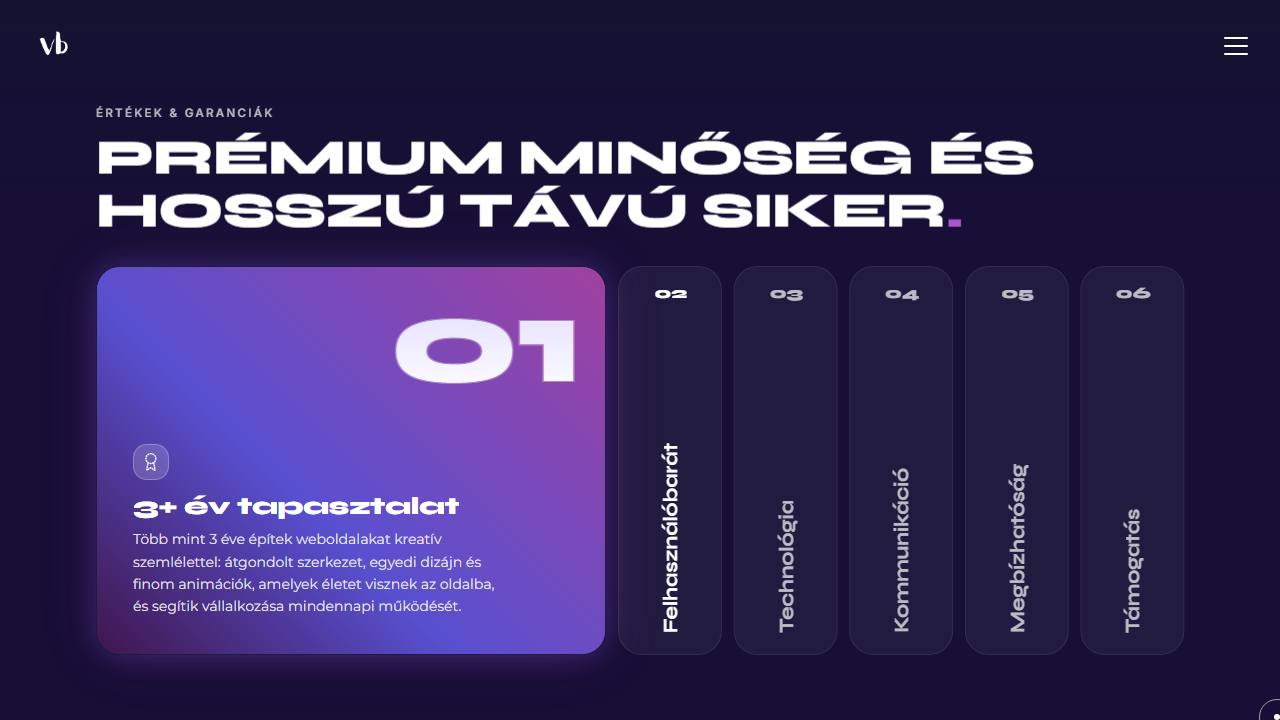 vb
ÉRTÉKEK & GARANCIÁK
PRÉMIUM MINŐSÉG ÉS
HOSSZÚ TÁVÚ SIKER.
01
3+ év tapasztalat
Több mint 3 éve építek weboldalakat kreatív
szemlélettel: átgondolt szerkezet, egyedi dizájn és
finom animációk, amelyek életet visznek az oldalba,
és segítik vállalkozása mindennapi működését.
02
Felhasználóbarát
03
Technológia
04
Kommunikáció
05
Megbízhatóság
06
Támogatás